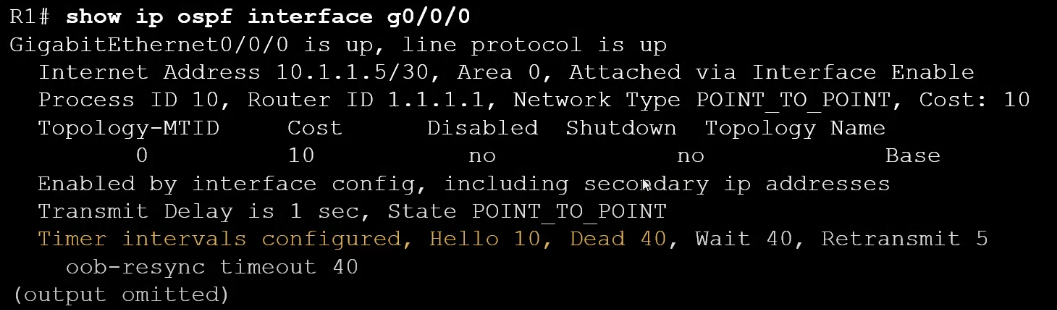 R1# show ip ospf interface g0/0/0
GigabitEthernet0/0/0 is up, line protocol is up
Internet Address 10.1.1.5/30, Area 0, Attached via Interface Enable
Process ID 10, Router ID 1.1.1.1, Network Type POINT_TO_POINT, Cost: 10
Topology-MTID Cost Disabled Shutdown Topology Name
0 10 no no Base
Enabled by interface config, including secondary ip addresses
Transmit Delay is 1 sec, State POINT_TO_POINT
Timer intervals configured, Hello 10, Dead 40, Wait 40, Retransmit 5
oob-resync timeout 40
(output omitted)